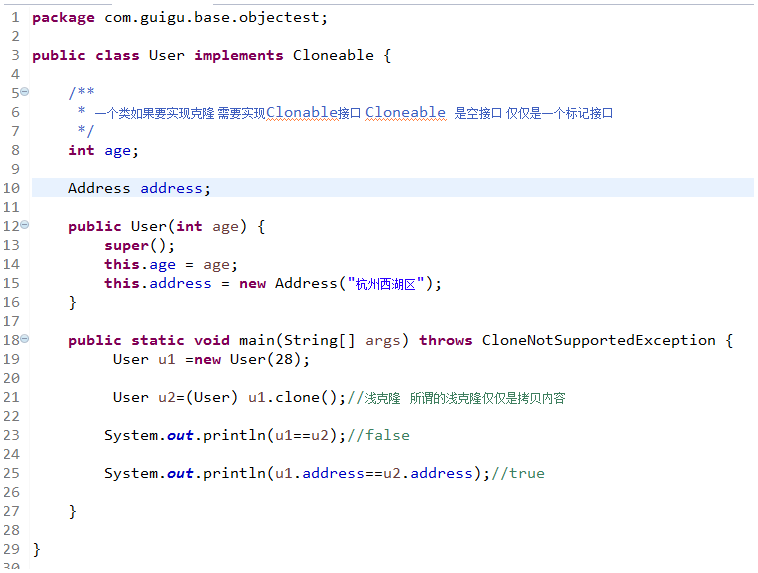 1 package com.guigu.base.objectest;
2
3 public class User implements Cloneable {
4
5 /**
6 * 一个类如果要实现克隆 需要实现Clonable接口 Cloneable 是空接口 仅仅是一个标记接口
7 */
8 int age;
9
10 Address address;
11
12 public User(int age) {
13 super();
14 this.age = age;
15 this.address = new Address("杭州西湖区");
16 }
17
18 public static void main(String[] args) throws CloneNotSupportedException {
19 User u1 =new User(28);
20
21 User u2=(User) u1.clone();//浅克隆 所谓的浅克隆仅仅是拷贝内容
22
23 System.out.println(u1==u2);//false
24
25 System.out.println(u1.address==u2.address);//true
26
27 }
28
29 }
30